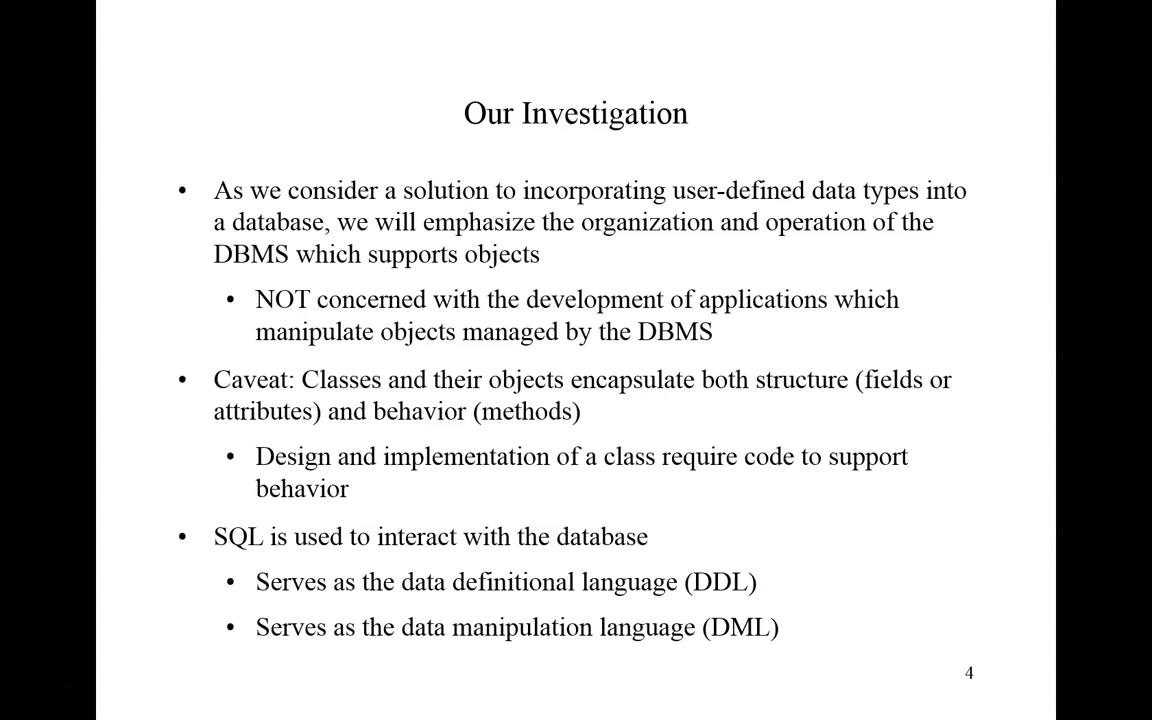 Our Investigation
• As we consider a solution to incorporating user-defined data types into
a database, we will emphasize the organization and operation of the
DBMS which supports objects
• NOT concerned with the development of applications which
manipulate objects managed by the DBMS
• Caveat: Classes and their objects encapsulate both structure (fields or
attributes) and behavior (methods)
• Design and implementation of a class require code to support
behavior
• SQL is used to interact with the database
• Serves as the data definitional language (DDL)
• Serves as the data manipulation language (DML)
4